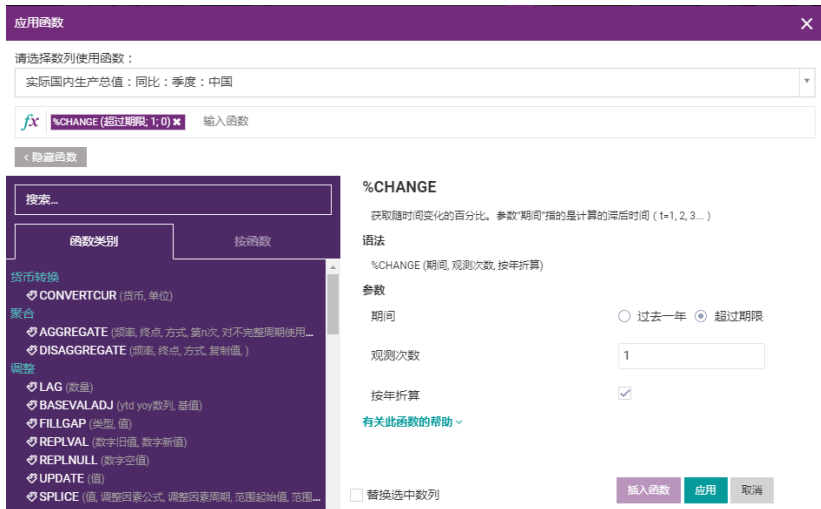 应用函数
请选择数列使用函数：
实际国内生产总值：同比：季度：中国
fx %CHANGE (超过期限; 1; 0) 输入函数
隐藏函数
搜索...
函数类别 按函数
货币转换
CONVERTCUR (货币, 单位)
聚合
AGGREGATE (频率, 终点, 方式, 第n次, 对不完整周期使用...
DISAGGREGATE (频率, 终点, 方式, 复制值, )
调整
LAG (数量)
BASEVALADJ (ytd yoy数列, 基值)
FILLGAP (类型, 值)
REPLVAL (数字旧值, 数字新值)
REPLNULL (数字空值)
UPDATE (值)
SPLICE (值, 调整因素公式, 调整因素周期, 范围起始值, 范围...
%CHANGE
获取随时间变化的百分比。参数"期间"指的是计算的滞后时间（t=1, 2, 3...）
语法
%CHANGE (期间, 观测次数, 按年折算)
参数
期间 过去一年 超过期限
观测次数 1
按年折算
有关此函数的帮助
替换选中数列 插入函数 应用 取消